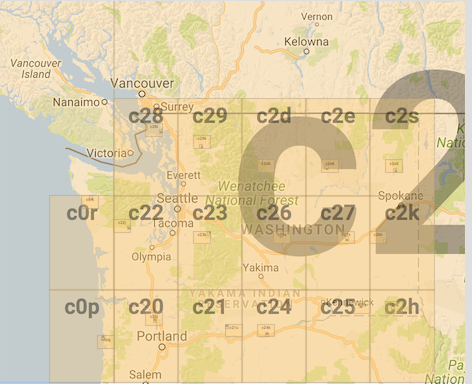 Vernon
Kelowna
Vancouver
Island
Vancouver
Nanaimo
Surrey
c28 c29 c2d c2e c2s
c2
Victoria
Everett
Wenatchee
National Forest
Seattle
Spokane
c0r c22 c23 c26 c27 c2k
Tacoma
WASHINGTON
Olympia
Yakima
YAKAMA INDIAN
c0p c20 c21 c24 c25 c2h
Portland
Salem
Pa
Nation